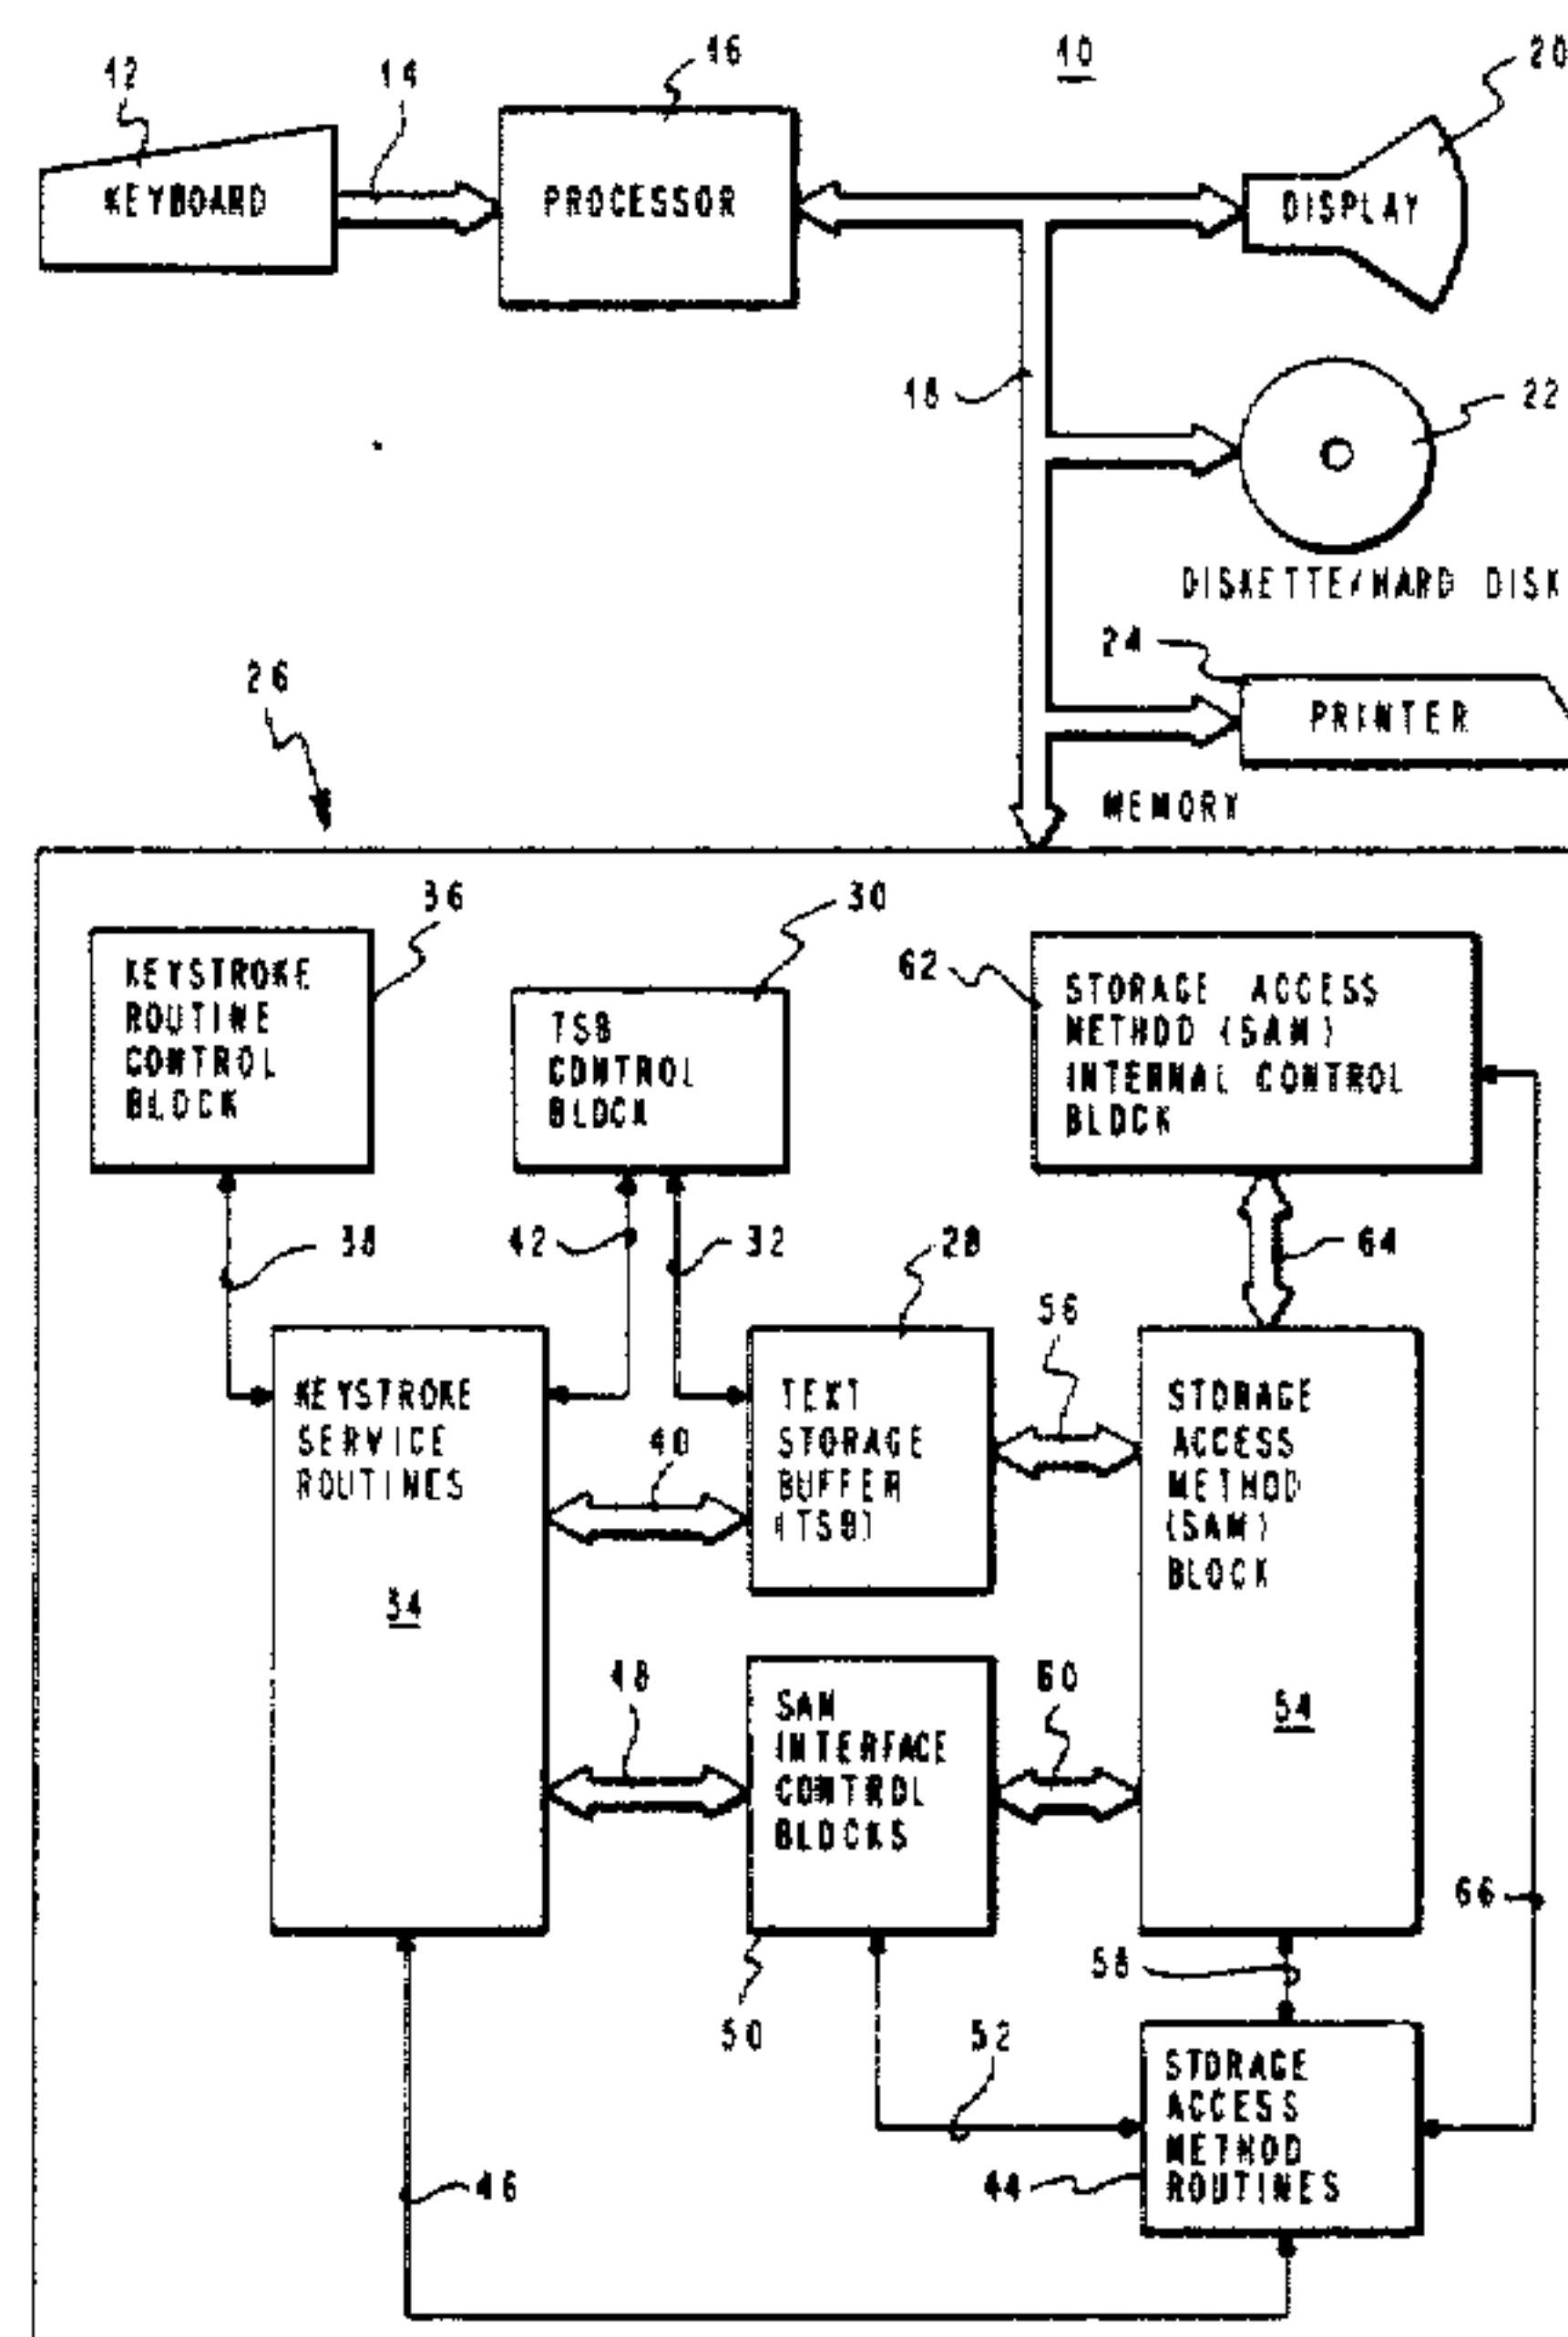 12
14
16
10
20
KEYBOARD
PROCESSOR
DISPLAY
18
22
DISKETTE/HARD DISK
24
26
PRINTER
MEMORY
36
30
62
KEYSTROKE
ROUTINE
CONTROL
BLOCK
TSB
CONTROL
BLOCK
STORAGE ACCESS
METHOD (SAM)
INTERNAL CONTROL
BLOCK
38
42
32
28
64
56
KEYSTROKE
SERVICE
ROUTINES
34
40
TEXT
STORAGE
BUFFER
(TSB)
STORAGE
ACCESS
METHOD
(SAM)
BLOCK
54
48
SAM
INTERFACE
CONTROL
BLOCKS
60
66
50
58
52
STORAGE
ACCESS
METHOD
ROUTINES
44
46